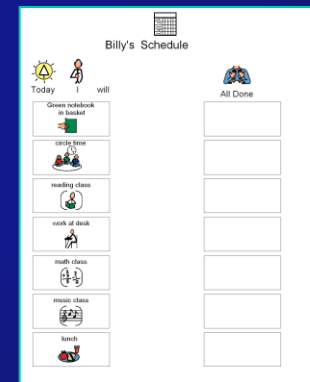 Billy's Schedule
Today I will
All Done
Green notebook
in basket
circle time
reading class
work at desk
math class
music class
lunch